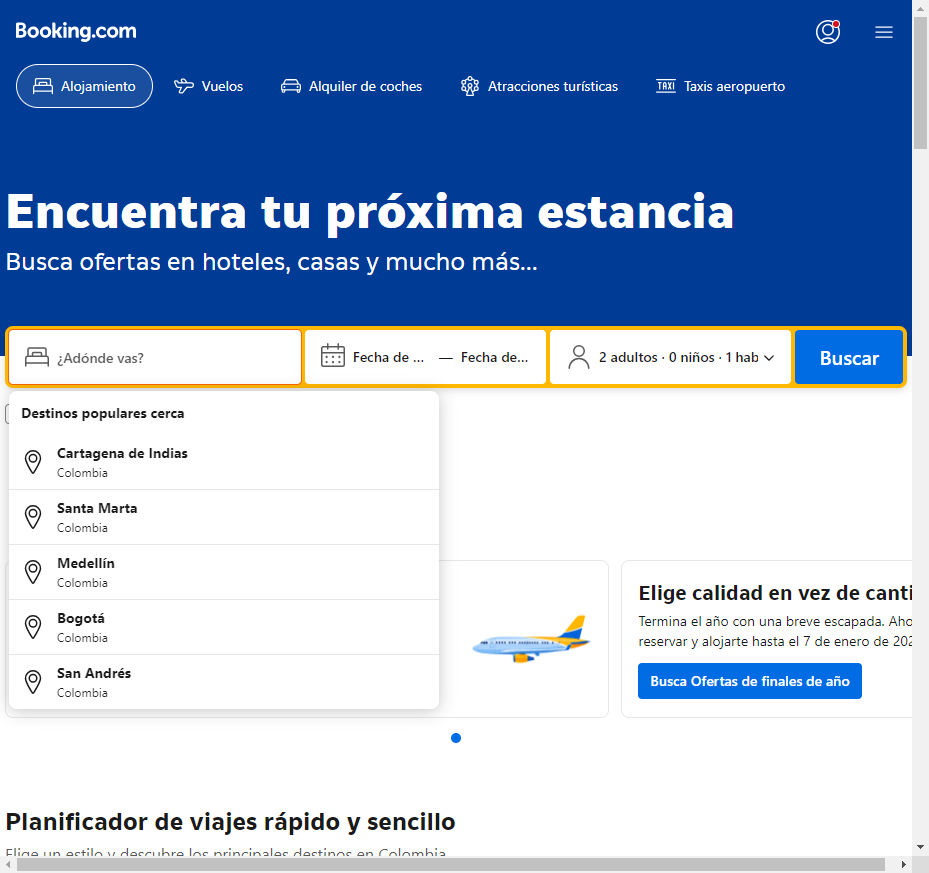 Booking.com
Alojamiento
Vuelos
Alquiler de coches
Atracciones turísticas
TAXI
Taxis aeropuerto
Encuentra tu próxima estancia
Busca ofertas en hoteles, casas y mucho más...
¿Adónde vas?
Fecha de ... — Fecha de...
2 adultos · 0 niños · 1 hab
Buscar
Destinos populares cerca
Cartagena de Indias
Colombia
Santa Marta
Colombia
Medellín
Colombia
Bogotá
Colombia
San Andrés
Colombia
Elige calidad en vez de canti
Termina el año con una breve escapada. Aho
reservar y alojarte hasta el 7 de enero de 202
Busca Ofertas de finales de año
Planificador de viajes rápido y sencillo
Elige un estilo y descubre los principales destinos en Colombia